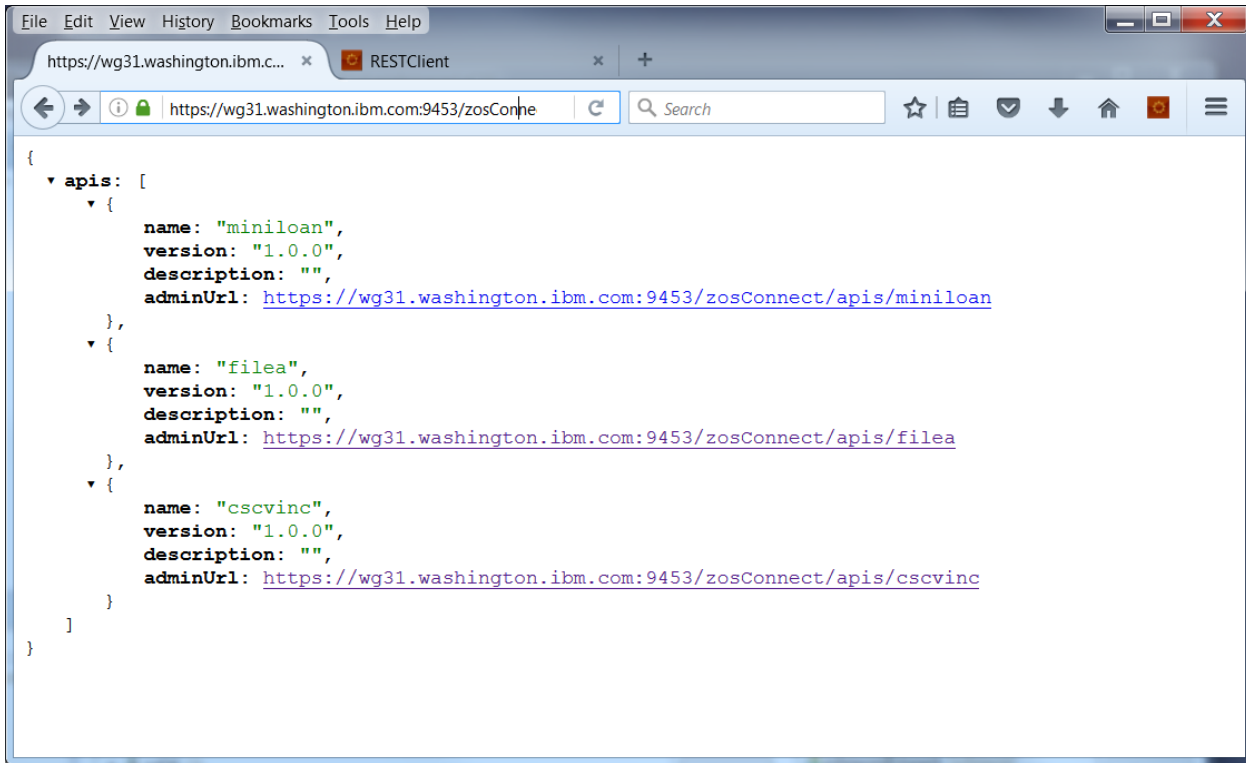 File Edit View History Bookmarks Tools Help
https://wg31.washington.ibm.c... × RESTClient × +
https://wg31.washington.ibm.com:9453/zosConne Search
{
▾ apis: [
▾ {
name: "miniloan",
version: "1.0.0",
description: "",
adminUrl: https://wg31.washington.ibm.com:9453/zosConnect/apis/miniloan
},
▾ {
name: "filea",
version: "1.0.0",
description: "",
adminUrl: https://wg31.washington.ibm.com:9453/zosConnect/apis/filea
},
▾ {
name: "cscvinc",
version: "1.0.0",
description: "",
adminUrl: https://wg31.washington.ibm.com:9453/zosConnect/apis/cscvinc
}
]
}